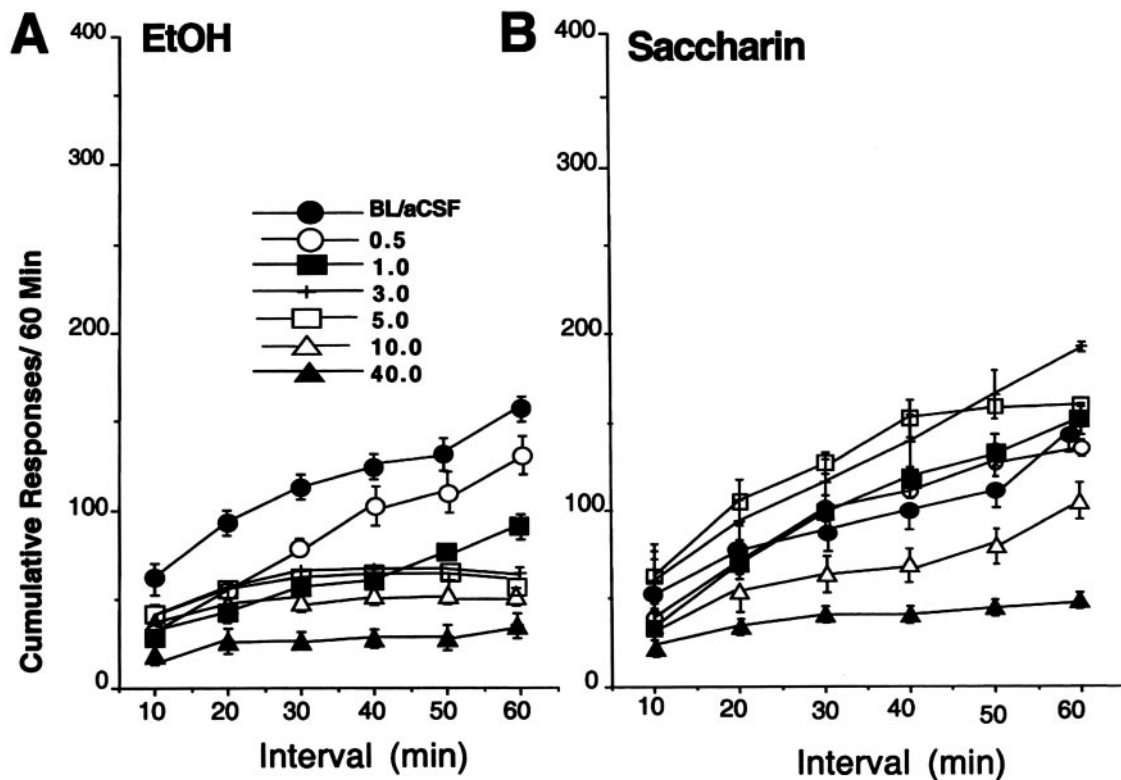 A EtOH
B Saccharin
Cumulative Responses/ 60 Min
400
300
200
100
0
BL/aCSF
0.5
1.0
3.0
5.0
10.0
40.0
10 20 30 40 50 60
Interval (min)
400
300
200
100
0
10 20 30 40 50 60
Interval (min)